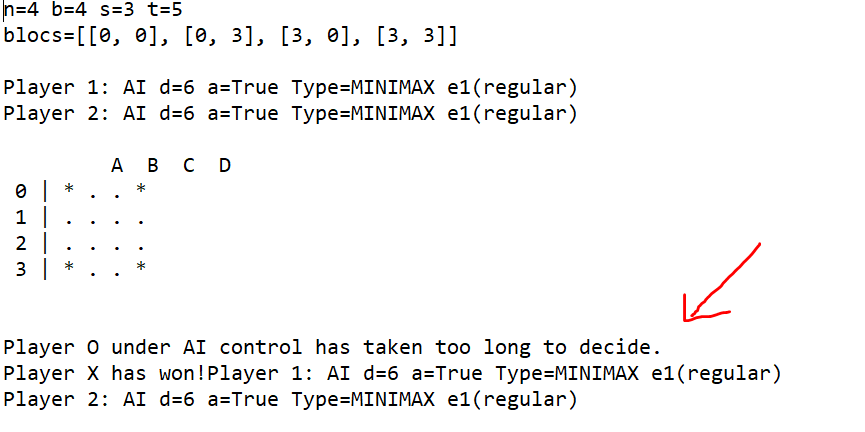 n=4 b=4 s=3 t=5
blocs=[[0, 0], [0, 3], [3, 0], [3, 3]]
Player 1: AI d=6 a=True Type=MINIMAX e1(regular)
Player 2: AI d=6 a=True Type=MINIMAX e1(regular)
A B C D
0 | * . . *
1 | . . . .
2 | . . . .
3 | * . . *
Player O under AI control has taken too long to decide.
Player X has won!Player 1: AI d=6 a=True Type=MINIMAX e1(regular)
Player 2: AI d=6 a=True Type=MINIMAX e1(regular)